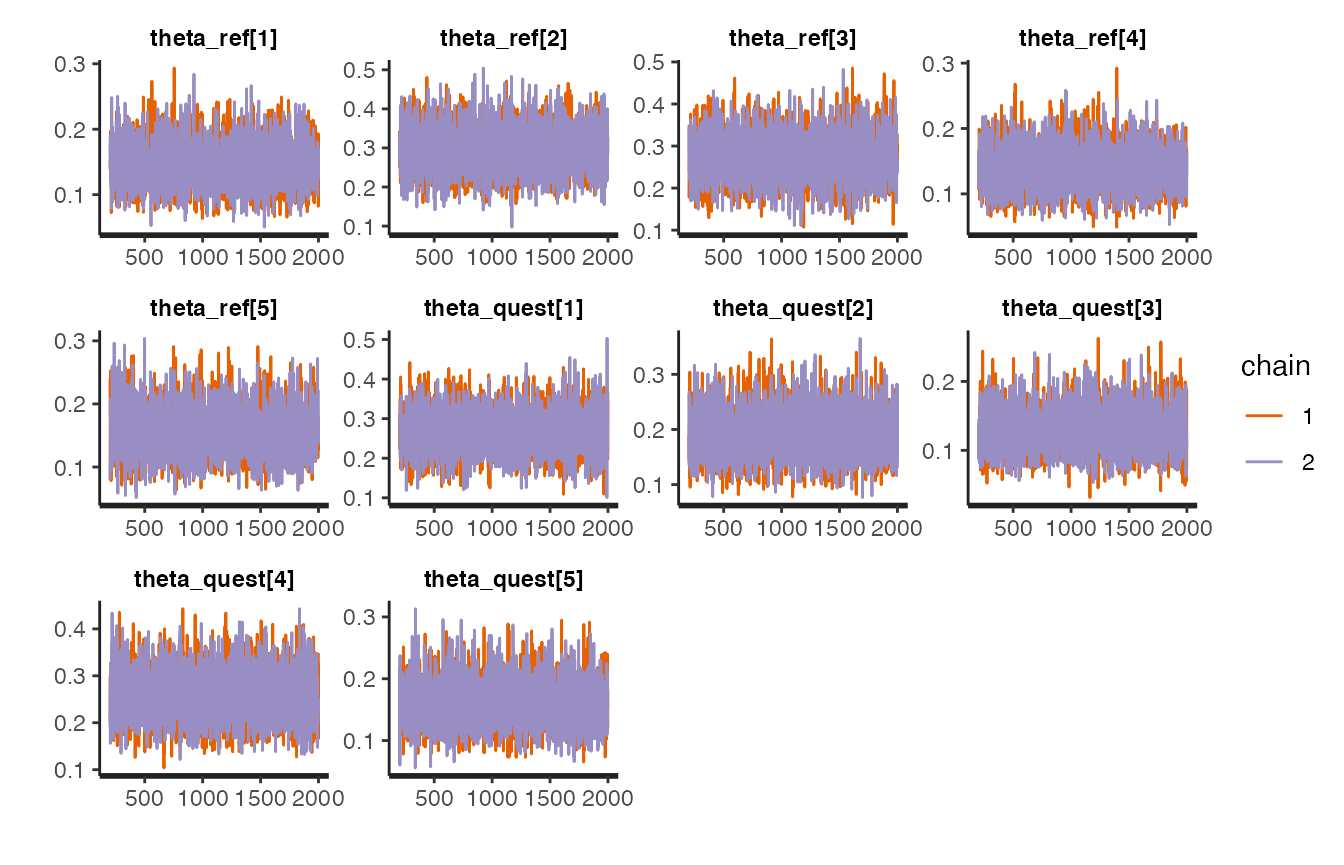 theta_ref[1] theta_ref[2] theta_ref[3] theta_ref[4]
0.3 0.2 0.1
0.5 0.4 0.3 0.2 0.1
0.5 0.4 0.3 0.2 0.1
0.3 0.2 0.1
500 1000 1500 2000 500 1000 1500 2000 500 1000 1500 2000 500 1000 1500 2000
theta_ref[5] theta_quest[1] theta_quest[2] theta_quest[3]
0.3 0.2 0.1
0.5 0.4 0.3 0.2 0.1
0.3 0.2 0.1
0.2 0.1
500 1000 1500 2000 500 1000 1500 2000 500 1000 1500 2000 500 1000 1500 2000
chain
1
2
theta_quest[4] theta_quest[5]
0.4 0.3 0.2 0.1
0.3 0.2 0.1
500 1000 1500 2000 500 1000 1500 2000